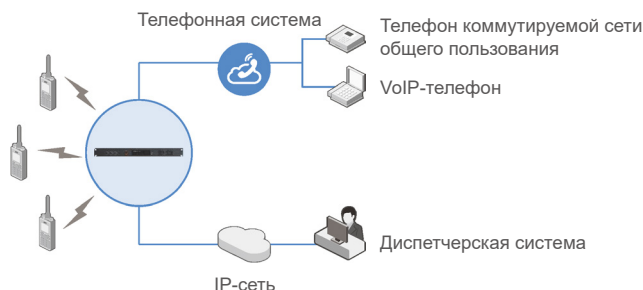 Телефонная система
Телефон коммутируемой сети
общего пользования
VoIP-телефон
Диспетчерская система
IP-сеть